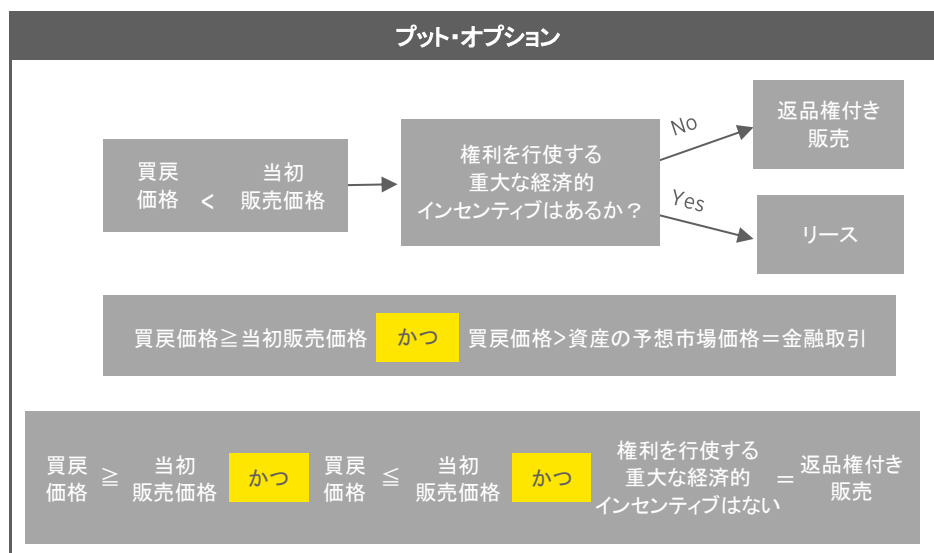 プット・オプション
買戻
価格
<
当初
販売価格
権利を行使する
重大な経済的
インセンティブはあるか？
No
返品権付き
販売
Yes
リース
買戻価格≧当初販売価格 かつ 買戻価格>資産の予想市場価格＝金融取引
買戻
価格
≧
当初
販売価格
かつ
買戻
価格
≦
当初
販売価格
かつ
権利を行使する
重大な経済的
インセンティブはない
＝
返品権付き
販売